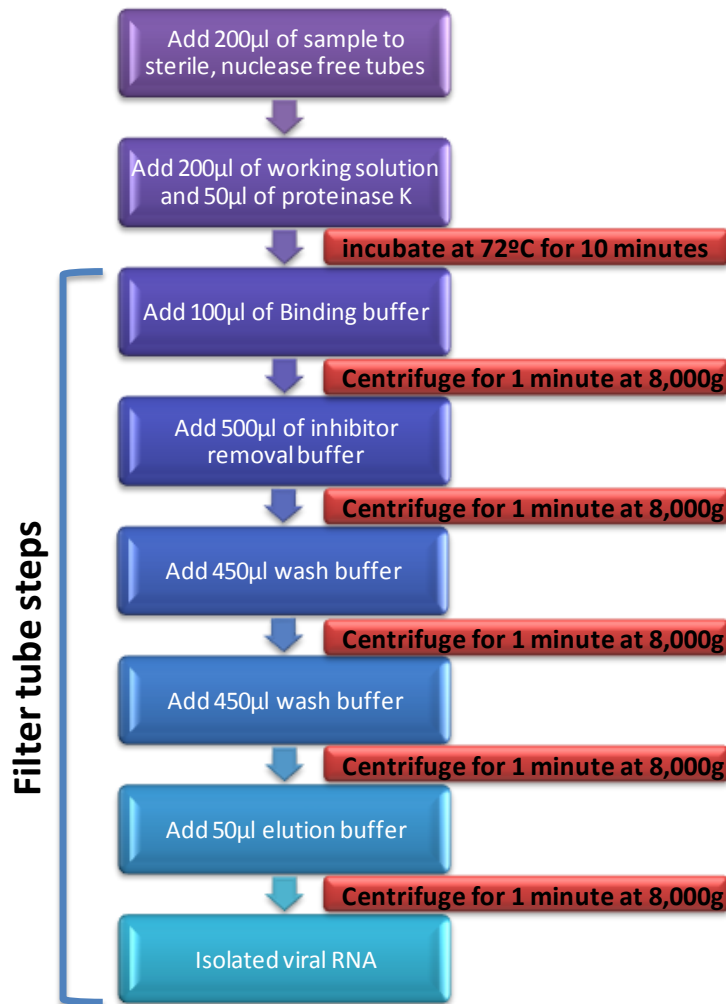 Add 200µl of sample to
sterile, nuclease free tubes
Add 200µl of working solution
and 50µl of proteinase K
incubate at 72ºC for 10 minutes
Add 100µl of Binding buffer
Centrifuge for 1 minute at 8,000g
Add 500µl of inhibitor
removal buffer
Centrifuge for 1 minute at 8,000g
Add 450µl wash buffer
Centrifuge for 1 minute at 8,000g
Add 450µl wash buffer
Centrifuge for 1 minute at 8,000g
Add 50µl elution buffer
Centrifuge for 1 minute at 8,000g
Isolated viral RNA
Filter tube steps